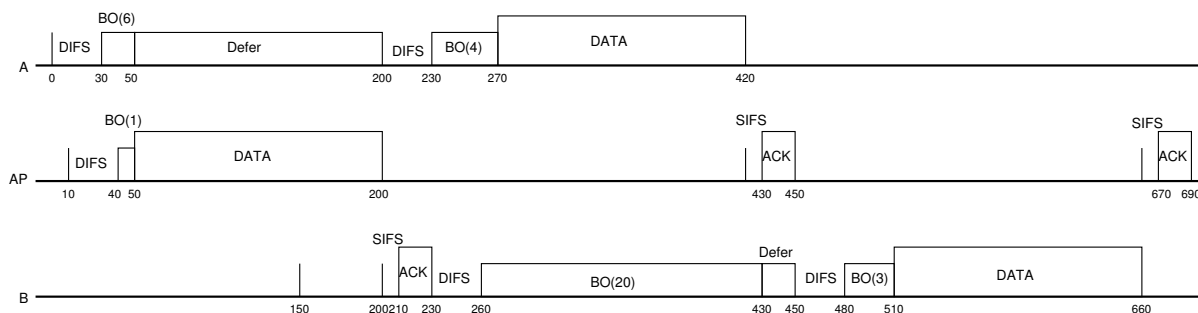 BO(6)
DIFS Defer DIFS BO(4) DATA
A
0 30 50 200 230 270 420
BO(1) SIFS SIFS
DIFS DATA ACK ACK
AP
10 40 50 200 430 450 670 690
SIFS Defer
ACK DIFS BO(20) DIFS BO(3) DATA
B
150 200 210 230 260 430 450 480 510 660